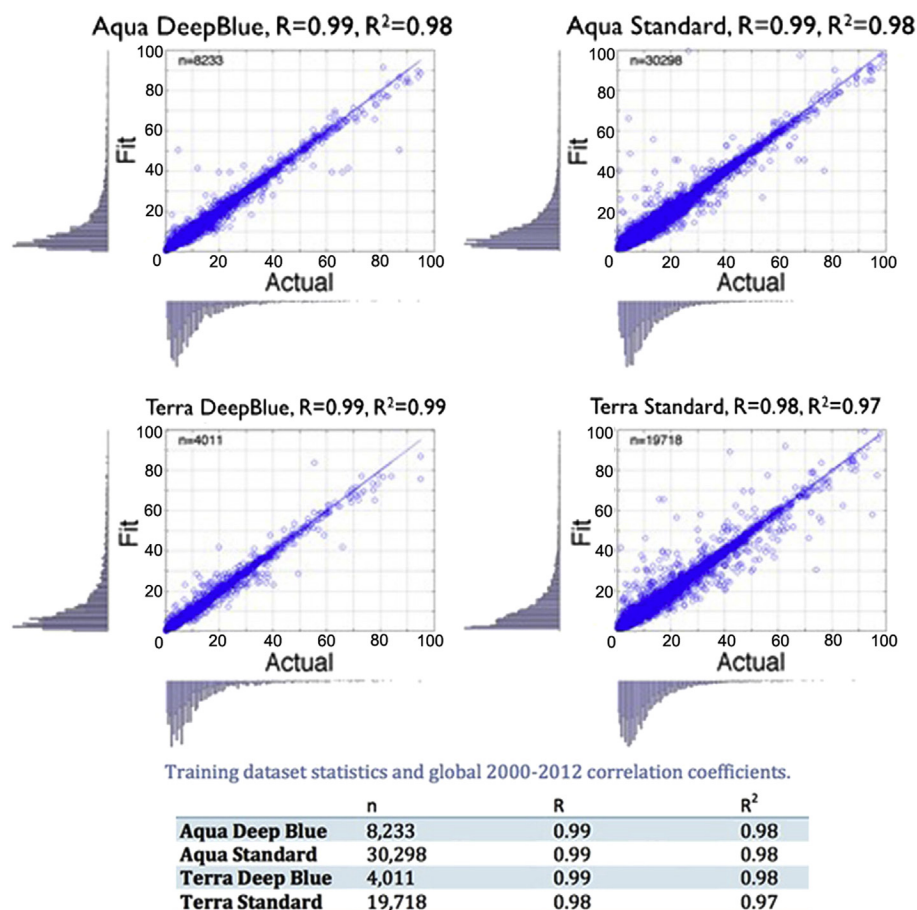 Aqua DeepBlue, R=0.99, R²=0.98
Aqua Standard, R=0.99, R²=0.98
100
n=8233
80
60
Fit
40
20
0 20 40 60 80 100
Actual
100
n=30298
80
60
Fit
40
20
0 20 40 60 80 100
Actual
Terra DeepBlue, R=0.99, R²=0.99
Terra Standard, R=0.98, R²=0.97
100
n=4011
80
60
Fit
40
20
0 20 40 60 80 100
Actual
100
n=19718
80
60
Fit
40
20
0 20 40 60 80 100
Actual
Training dataset statistics and global 2000-2012 correlation coefficients.
n R R²
Aqua Deep Blue 8,233 0.99 0.98
Aqua Standard 30,298 0.99 0.98
Terra Deep Blue 4,011 0.99 0.98
Terra Standard 19,718 0.98 0.97